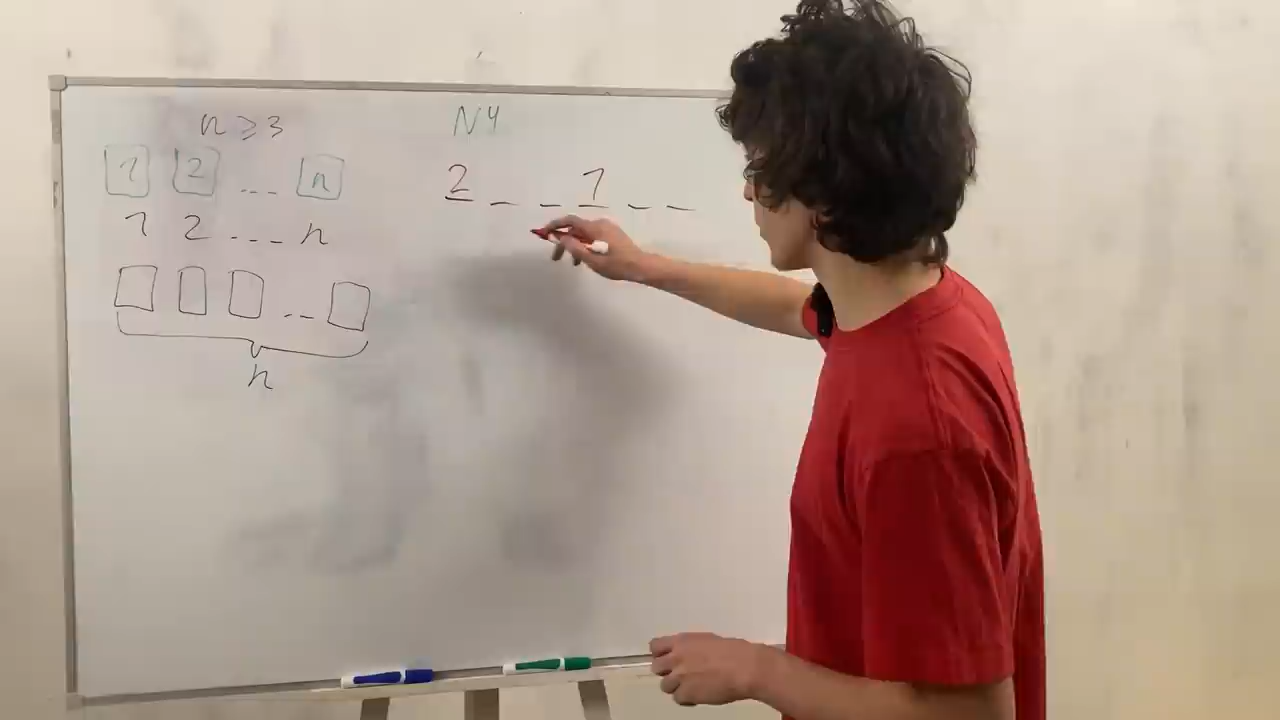 n ≥ 3
1 2 ... n
1 2 ... n
n
N4
2 _ _ 1 _ _